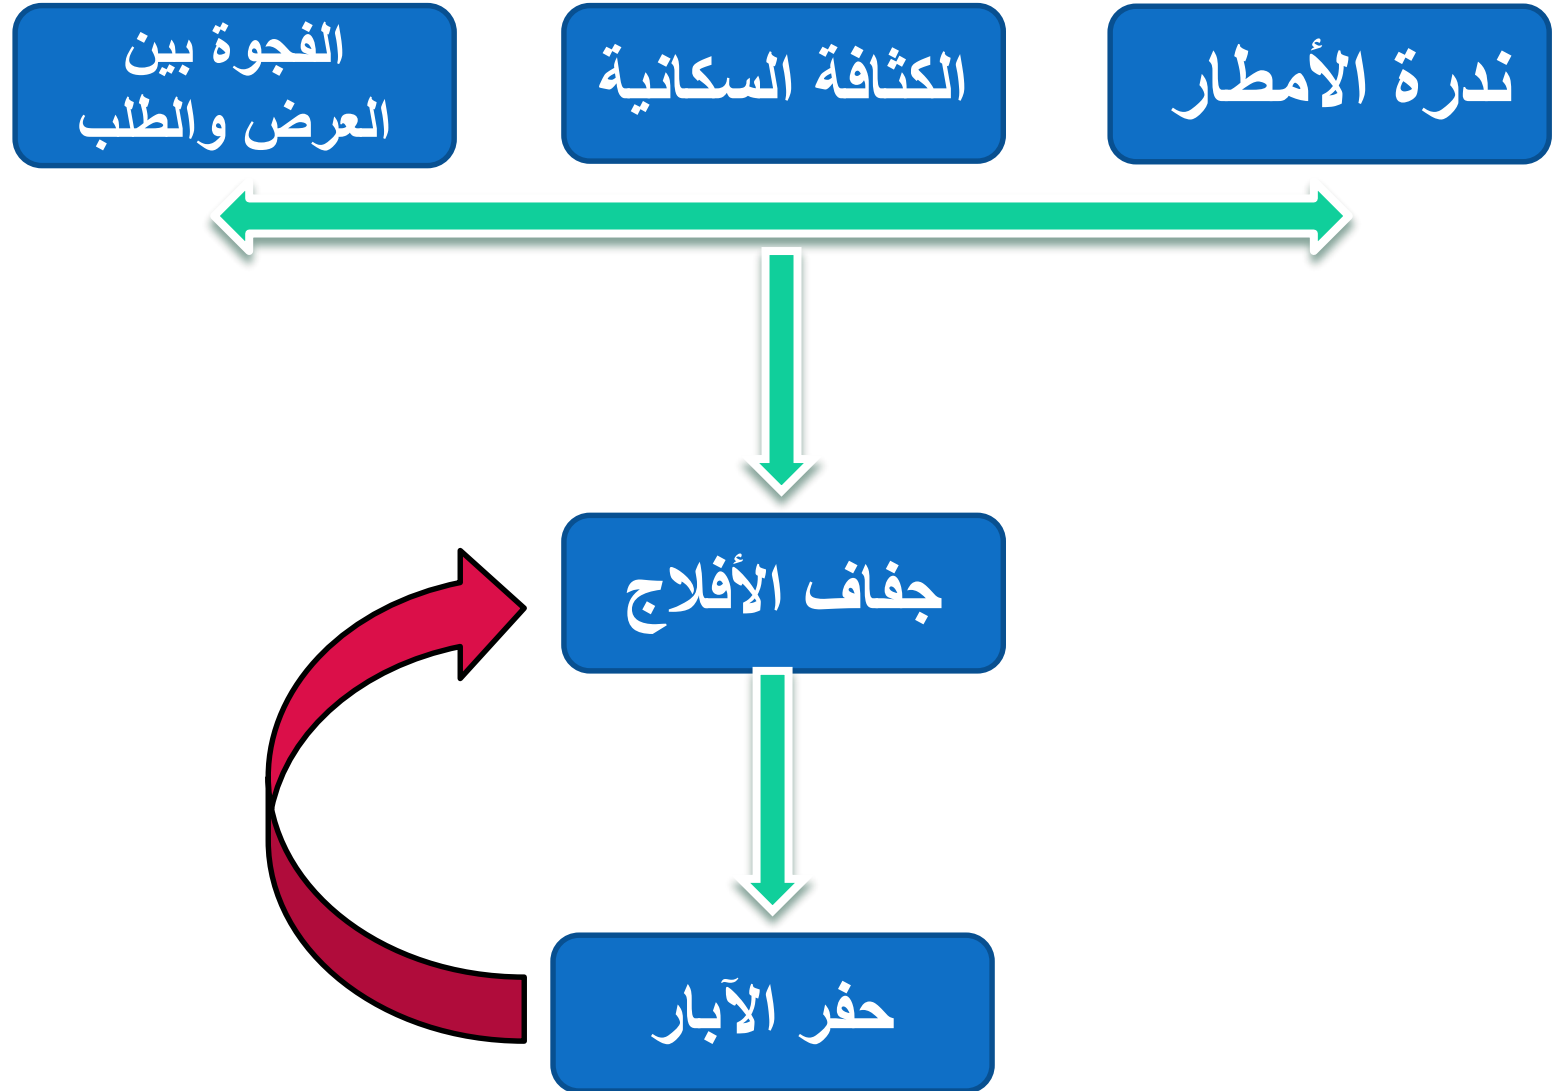 ندرة الأمطار
الكثافة السكانية
الفجوة بين
العرض والطلب
جفاف الأفلاج
حفر الآبار